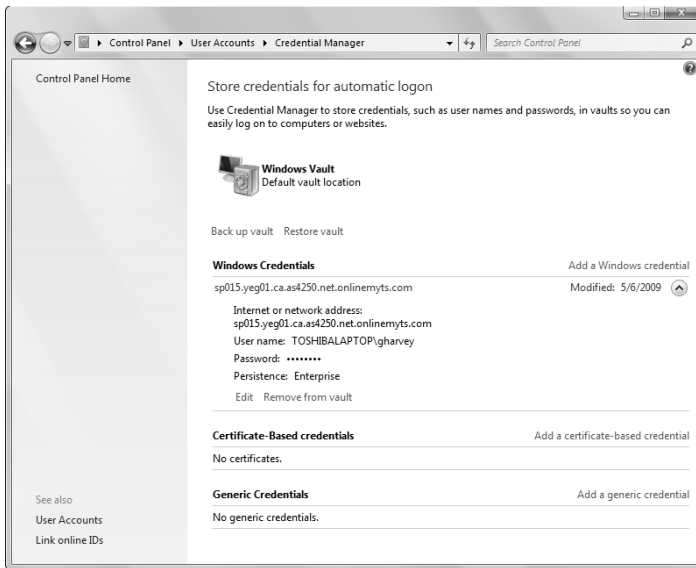 Control Panel ▸ User Accounts ▸ Credential Manager
Search Control Panel
Control Panel Home
Store credentials for automatic logon
Use Credential Manager to store credentials, such as user names and passwords, in vaults so you can
easily log on to computers or websites.
Windows Vault
Default vault location
Back up vault Restore vault
Windows Credentials Add a Windows credential
sp015.yeg01.ca.as4250.net.onlinemyts.com Modified: 5/6/2009
Internet or network address:
sp015.yeg01.ca.as4250.net.onlinemyts.com
User name: TOSHIBALAPTOP\gharvey
Password: ••••••••
Persistence: Enterprise
Edit Remove from vault
Certificate-Based credentials Add a certificate-based credential
No certificates.
Generic Credentials Add a generic credential
No generic credentials.
See also
User Accounts
Link online IDs